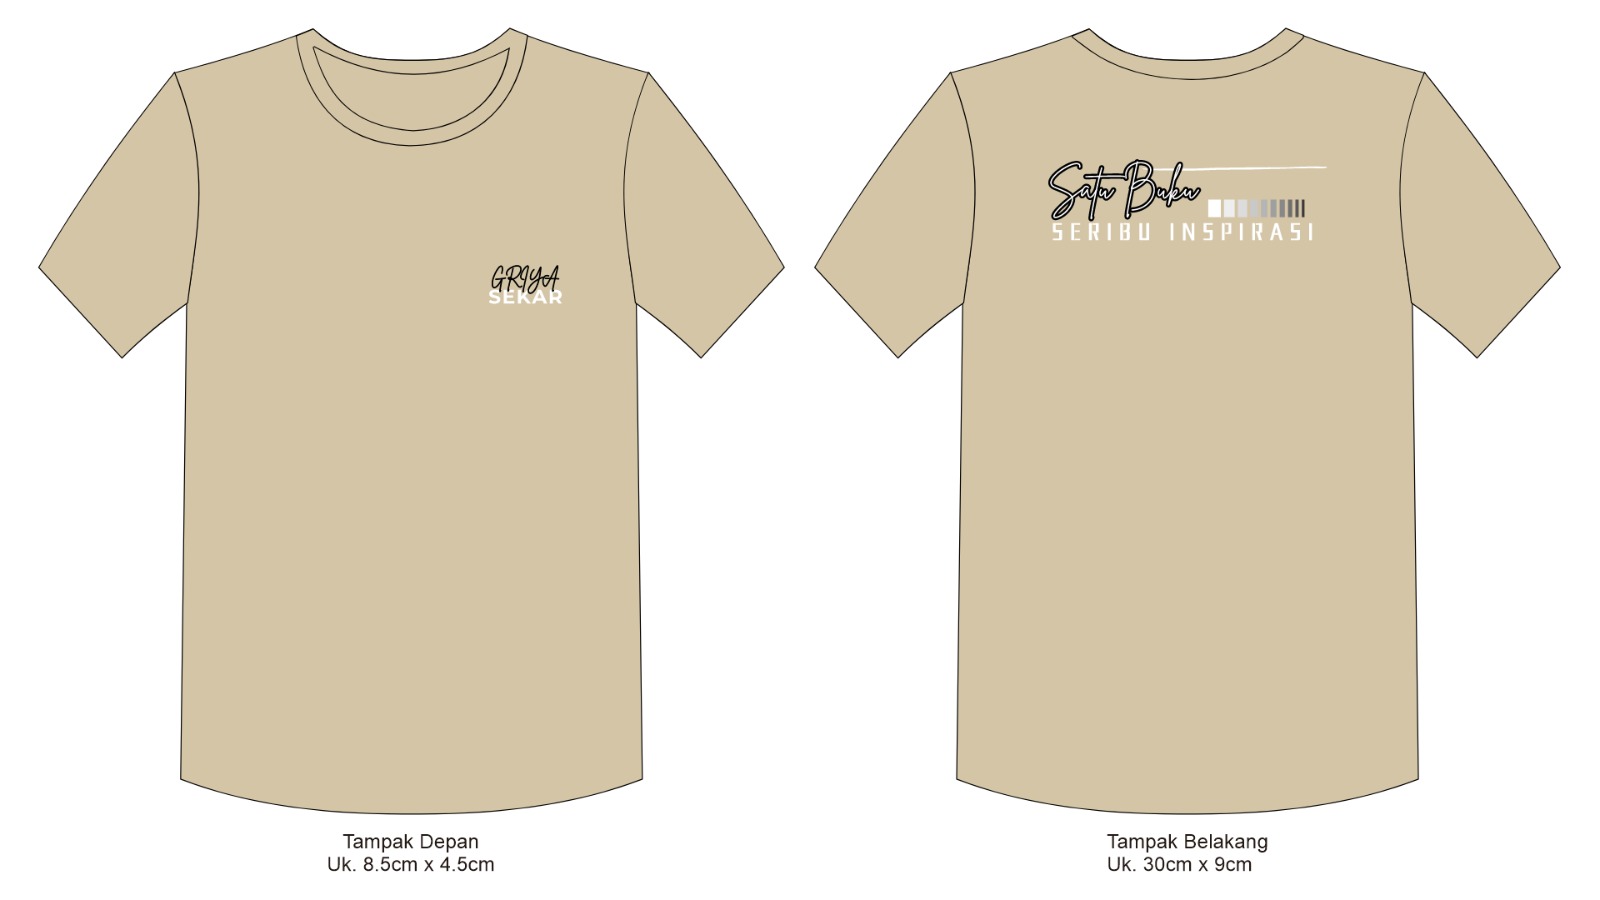 GRIYA
SEKAR
Satu Buku
SERIBU INSPIRASI
Tampak Depan
Uk. 8.5cm x 4.5cm
Tampak Belakang
Uk. 30cm x 9cm